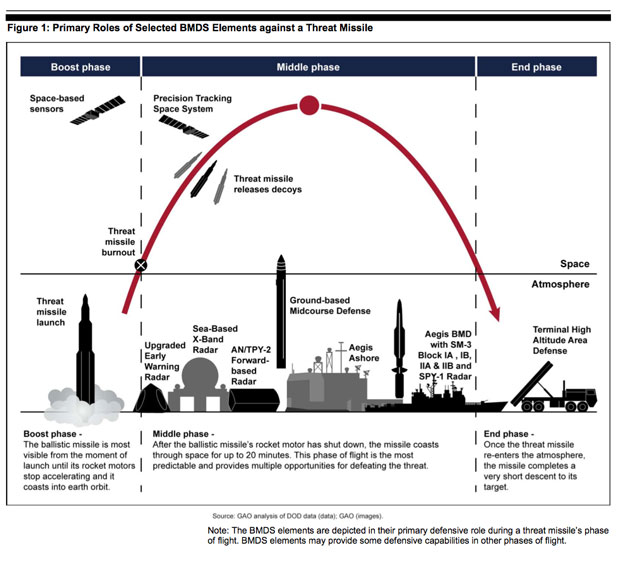 Figure 1: Primary Roles of Selected BMDS Elements against a Threat Missile
Boost phase
Middle phase
End phase
Space-based
sensors
Precision Tracking
Space System
Threat missile
releases decoys
Threat
missile
burnout
Space
Atmosphere
Threat
missile
launch
Upgraded
Early
Warning
Radar
Sea-Based
X-Band
Radar
AN/TPY-2
Forward-
based
Radar
Ground-based
Midcourse Defense
Aegis
Ashore
Aegis BMD
with SM-3
Block IA , IB,
IIA & IIB and
SPY-1 Radar
Terminal High
Altitude Area
Defense
Boost phase -
The ballistic missile is most
visible from the moment of
launch until its rocket motors
stop accelerating and it
coasts into earth orbit.
Middle phase -
After the ballistic missile's rocket motor has shut down, the missile coasts
through space for up to 20 minutes. This phase of flight is the most
predictable and provides multiple opportunities for defeating the threat.
End phase -
Once the threat missile
re-enters the atmosphere,
the missile completes a
very short descent to its
target.
Source: GAO analysis of DOD data (data); GAO (images).
Note: The BMDS elements are depicted in their primary defensive role during a threat missile's phase
of flight. BMDS elements may provide some defensive capabilities in other phases of flight.